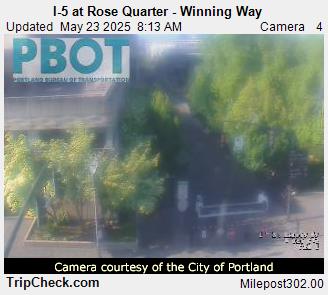 I-5 at Rose Quarter - Winning Way
Updated May 23 2025 8:13 AM Camera 4
PBOT
PORTLAND BUREAU OF TRANSPORTATION
Camera courtesy of the City of Portland
TripCheck.com Milepost302.00